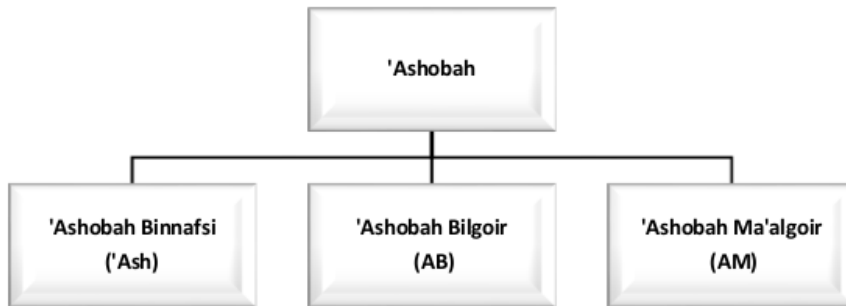 'Ashobah
'Ashobah Binnafsi
('Ash)
'Ashobah Bilgoir
(AB)
'Ashobah Ma'algoir
(AM)